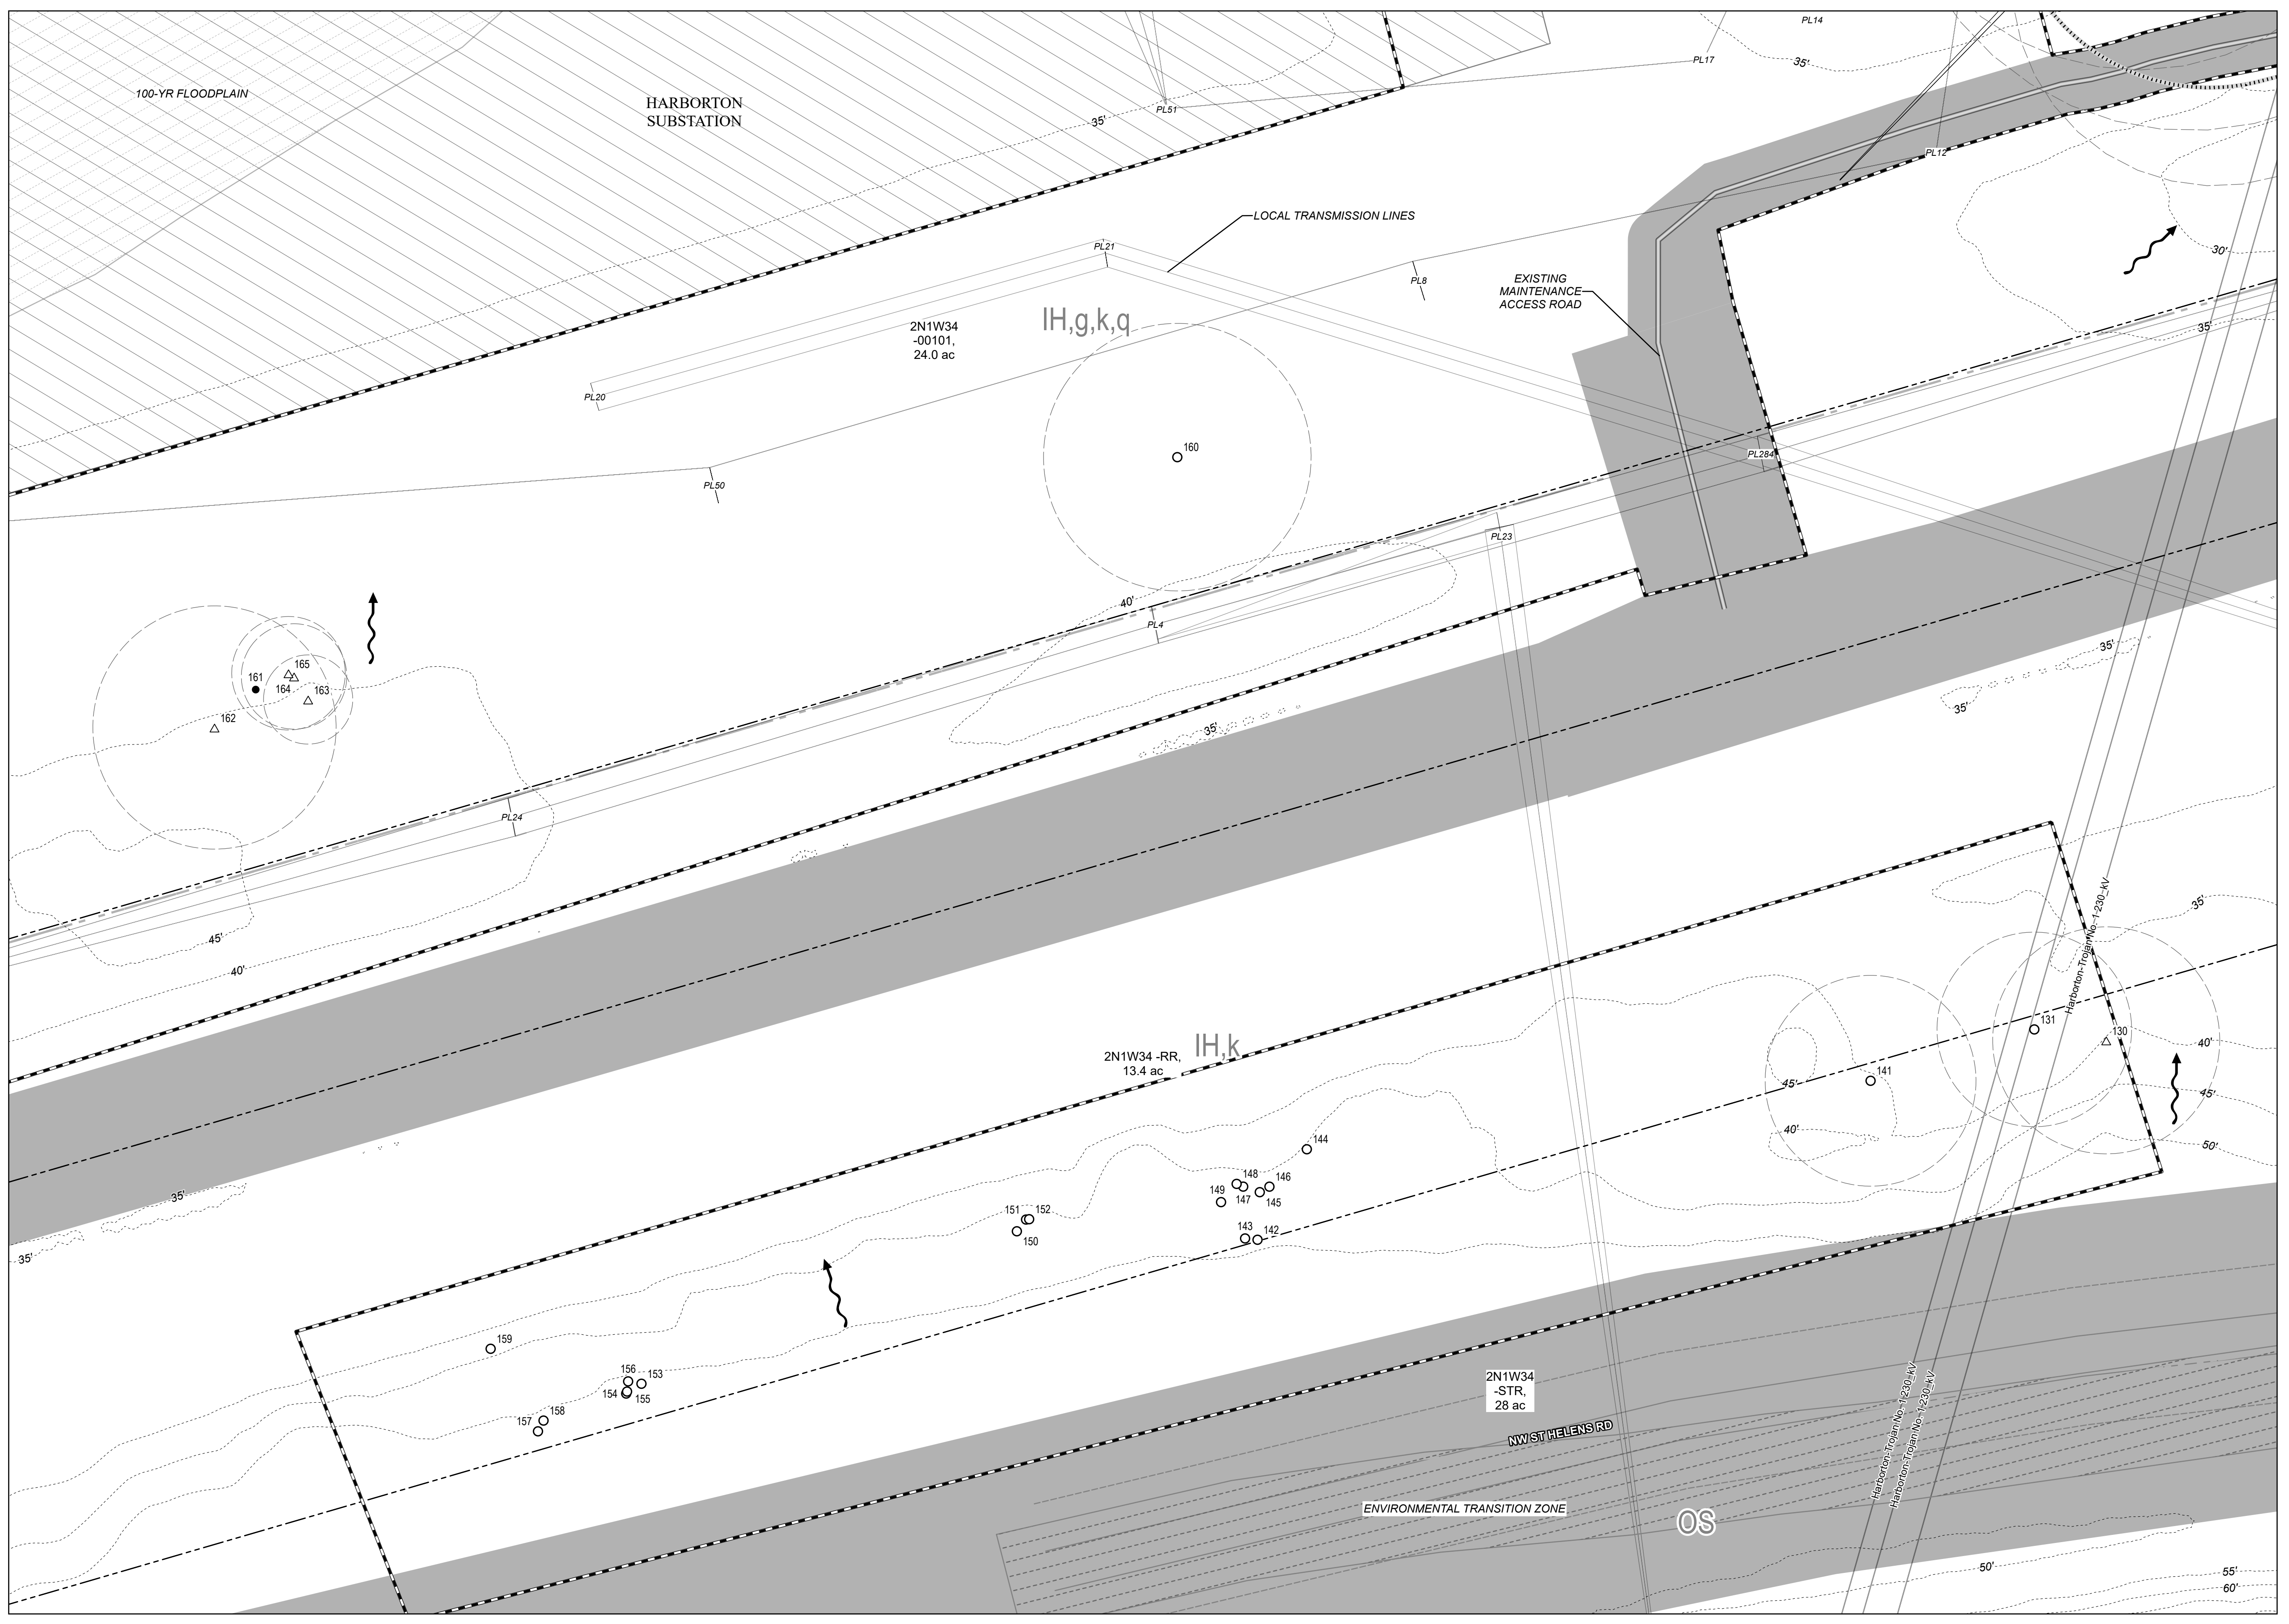 PL14
100-YR FLOODPLAIN
HARBORTON
SUBSTATION
PL17
35'
PL51
35'
PL12
LOCAL TRANSMISSION LINES
PL21
30'
EXISTING
MAINTENANCE
ACCESS ROAD
PL8
IH,g,k,q
2N1W34
-00101,
24.0 ac
35'
PL20
160
PL284
PL50
PL23
40'
PL4
35'
165
161
164
163
35'
162
35'
PL24
Harborton-Trojan No. 1-230_kV
35'
45'
40'
131
130
40'
IH,k
2N1W34 -RR,
13.4 ac
141
45'
45'
40'
144
50'
148
146
149
147
145
35'
151
152
143
142
150
35'
159
156
153
154
155
2N1W34
-STR,
28 ac
Harborton-Trojan No. 1-230_kV
Harborton-Trojan No. 1-230_kV
158
157
NW ST HELENS RD
ENVIRONMENTAL TRANSITION ZONE
OS
50'
55'
60'